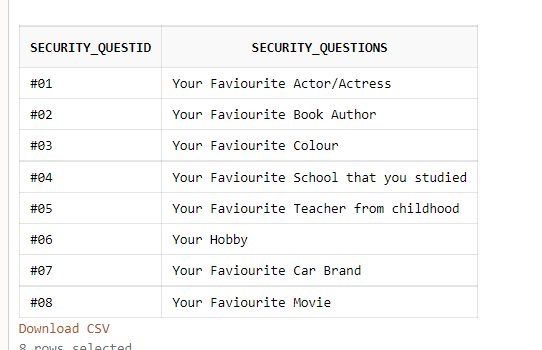 SECURITY_QUESTID SECURITY_QUESTIONS
#01 Your Faviourite Actor/Actress
#02 Your Faviourite Book Author
#03 Your Faviourite Colour
#04 Your Faviourite School that you studied
#05 Your Faviourite Teacher from childhood
#06 Your Hobby
#07 Your Faviourite Car Brand
#08 Your Faviourite Movie
Download CSV
8 rows selected